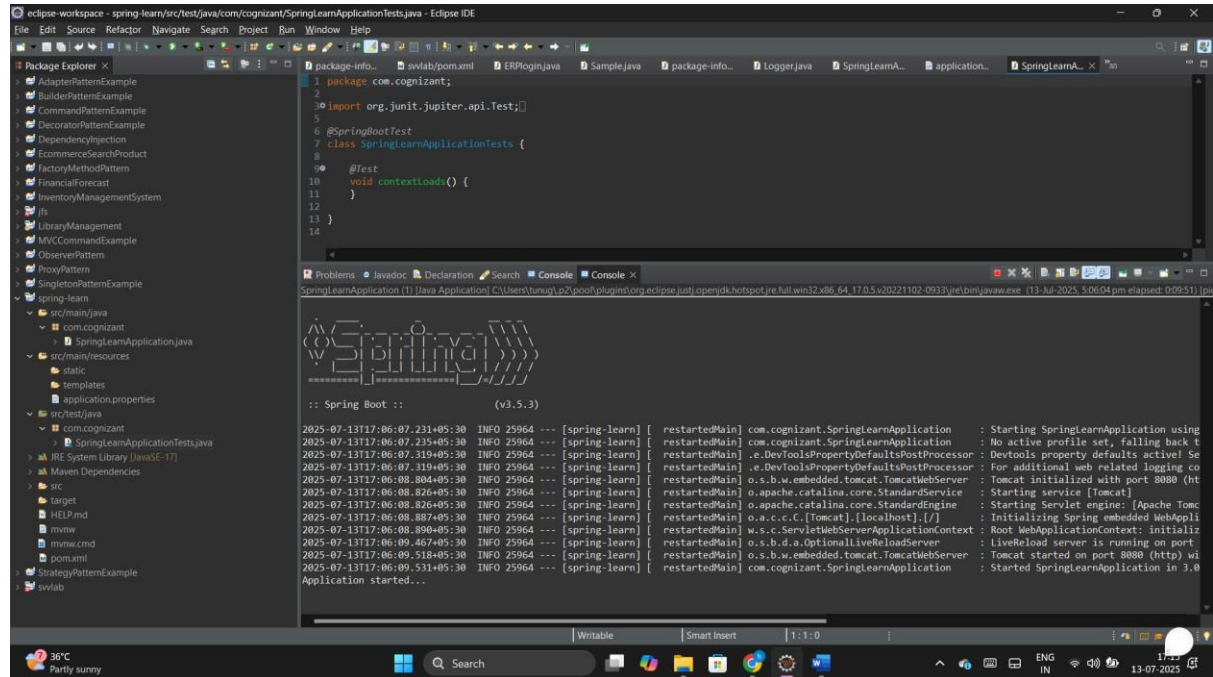 eclipse-workspace - spring-learn/src/test/java/com/cognizant/SpringLearnApplicationTests.java - Eclipse IDE
File Edit Source Refactor Navigate Search Project Run Window Help
Package Explorer
AdapterPatternExample
BuilderPatternExample
CommandPatternExample
DecoratorPatternExample
DependencyInjection
EcommerceSearchProduct
FactoryMethodPattern
FinancialForecast
InventoryManagementSystem
jfs
LibraryManagement
MVCCommandExample
ObserverPattern
ProxyPattern
SingletonPatternExample
spring-learn
src/main/java
com.cognizant
SpringLearnApplication.java
src/main/resources
static
templates
application.properties
src/test/java
com.cognizant
SpringLearnApplicationTests.java
JRE System Library [JavaSE-17]
Maven Dependencies
src
target
HELP.md
mvnw
mvnw.cmd
pom.xml
StrategyPatternExample
svvlab
package-info... svvlab/pom.xml ERPlogin.java Sample.java package-info... Logger.java SpringLearnA... application... SpringLearnA...
1 package com.cognizant;
2
3 import org.junit.jupiter.api.Test;
5
6 @SpringBootTest
7 class SpringLearnApplicationTests {
8
9 @Test
10 void contextLoads() {
11 }
12
13 }
14
Problems Javadoc Declaration Search Console Console
SpringLearnApplication (1) [Java Application] C:\Users\tunug\.p2\pool\plugins\org.eclipse.justj.openjdk.hotspot.jre.full.win32.x86_64_17.0.5.v20221102-0933\jre\bin\javaw.exe (13-Jul-2025, 5:06:04 pm elapsed: 0:09:51) [pi
Spring
:: Spring Boot :: (v3.5.3)
2025-07-13T17:06:07.231+05:30 INFO 25964 --- [spring-learn] [ restartedMain] com.cognizant.SpringLearnApplication : Starting SpringLearnApplication using
2025-07-13T17:06:07.235+05:30 INFO 25964 --- [spring-learn] [ restartedMain] com.cognizant.SpringLearnApplication : No active profile set, falling back t
2025-07-13T17:06:07.319+05:30 INFO 25964 --- [spring-learn] [ restartedMain] .e.DevToolsPropertyDefaultsPostProcessor : Devtools property defaults active! Se
2025-07-13T17:06:07.319+05:30 INFO 25964 --- [spring-learn] [ restartedMain] .e.DevToolsPropertyDefaultsPostProcessor : For additional web related logging co
2025-07-13T17:06:08.804+05:30 INFO 25964 --- [spring-learn] [ restartedMain] o.s.b.w.embedded.tomcat.TomcatWebServer : Tomcat initialized with port 8080 (ht
2025-07-13T17:06:08.826+05:30 INFO 25964 --- [spring-learn] [ restartedMain] o.apache.catalina.core.StandardService : Starting service [Tomcat]
2025-07-13T17:06:08.826+05:30 INFO 25964 --- [spring-learn] [ restartedMain] o.apache.catalina.core.StandardEngine : Starting Servlet engine: [Apache Tomc
2025-07-13T17:06:08.887+05:30 INFO 25964 --- [spring-learn] [ restartedMain] o.a.c.c.C.[Tomcat].[localhost].[/] : Initializing Spring embedded WebAppli
2025-07-13T17:06:08.890+05:30 INFO 25964 --- [spring-learn] [ restartedMain] w.s.c.ServletWebServerApplicationContext : Root WebApplicationContext: initializ
2025-07-13T17:06:09.467+05:30 INFO 25964 --- [spring-learn] [ restartedMain] o.s.b.d.a.OptionalLiveReloadServer : LiveReload server is running on port
2025-07-13T17:06:09.518+05:30 INFO 25964 --- [spring-learn] [ restartedMain] o.s.b.w.embedded.tomcat.TomcatWebServer : Tomcat started on port 8080 (http) wi
2025-07-13T17:06:09.531+05:30 INFO 25964 --- [spring-learn] [ restartedMain] com.cognizant.SpringLearnApplication : Started SpringLearnApplication in 3.0
Application started...
Writable Smart Insert 1:1:0
36°C
Partly sunny
Search
ENG
IN
13-07-2025